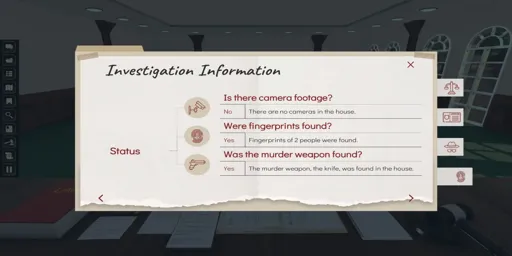 Investigation Information
Is there camera footage?
No There are no cameras in the house.
Were fingerprints found?
Yes Fingerprints of 2 people were found.
Status
Was the murder weapon found?
Yes The murder weapon, the knife, was found in the house.